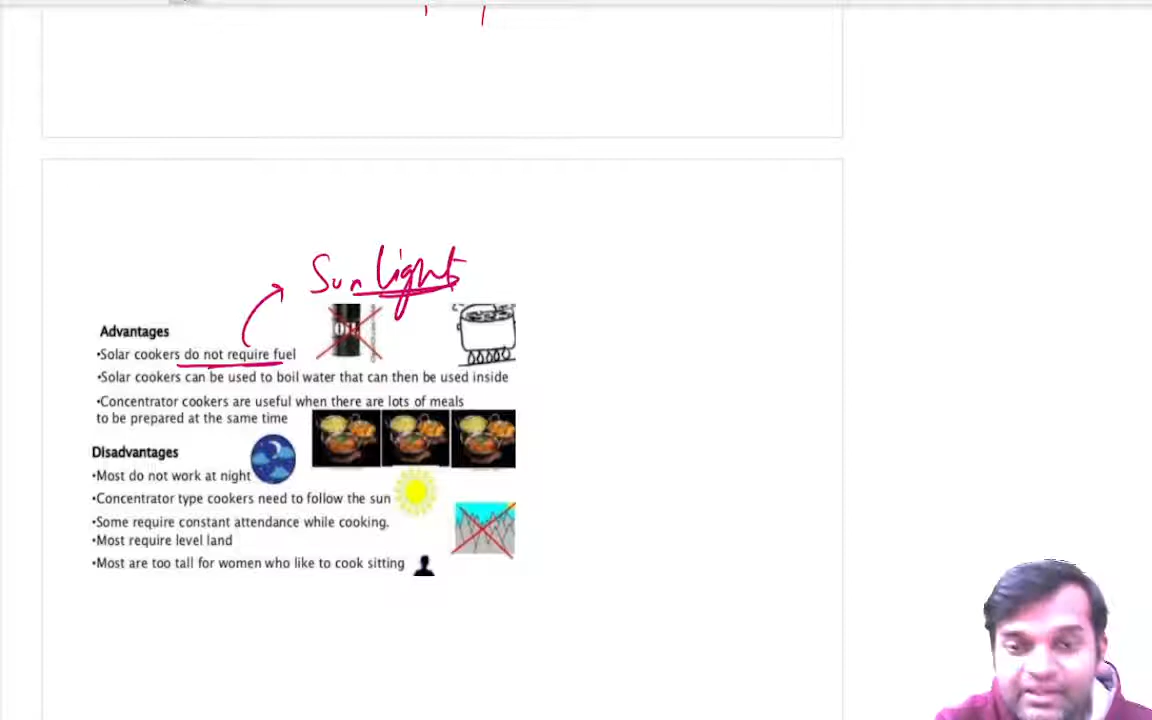 Sunlight
Advantages
•Solar cookers do not require fuel
•Solar cookers can be used to boil water that can then be used inside
•Concentrator cookers are useful when there are lots of meals
to be prepared at the same time
Disadvantages
•Most do not work at night
•Concentrator type cookers need to follow the sun
•Some require constant attendance while cooking.
•Most require level land
•Most are too tall for women who like to cook sitting